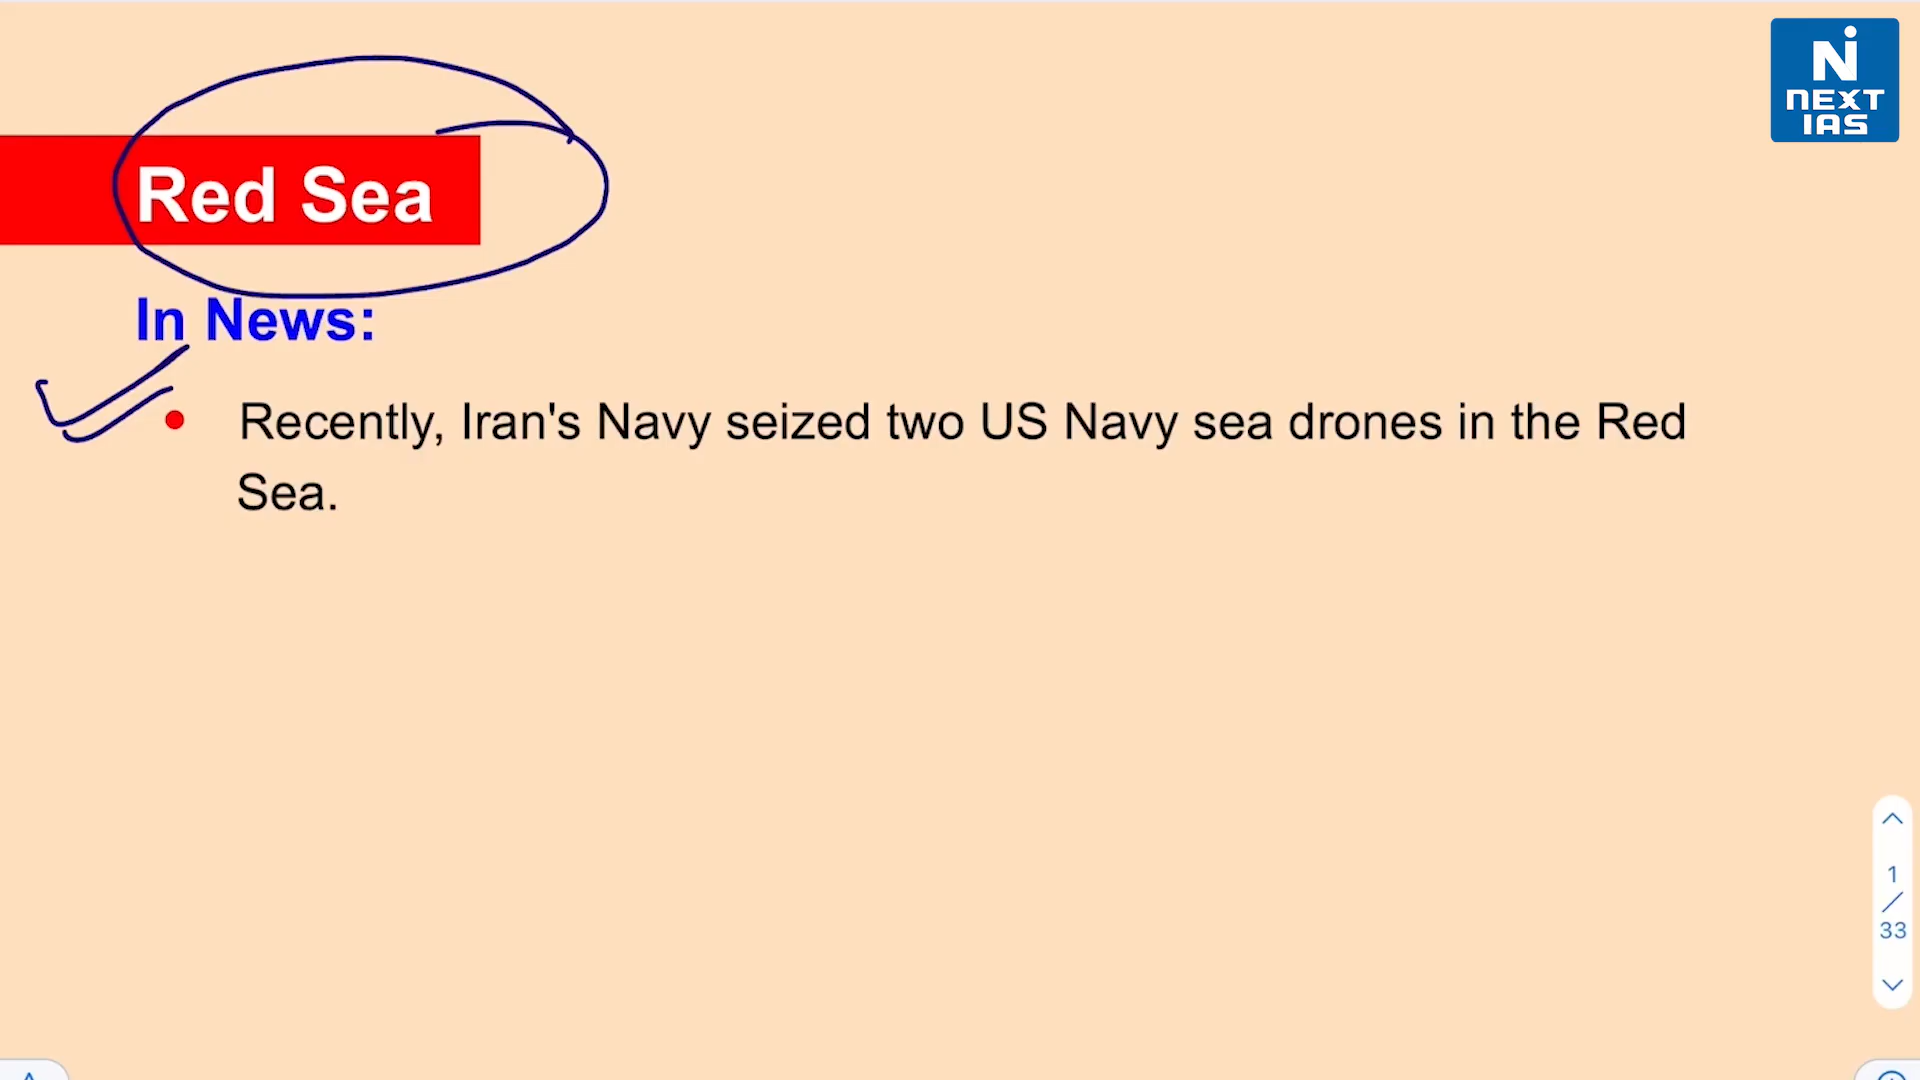 NEXT
IAS
Red Sea
In News:
• Recently, Iran's Navy seized two US Navy sea drones in the Red
Sea.
1
/
33